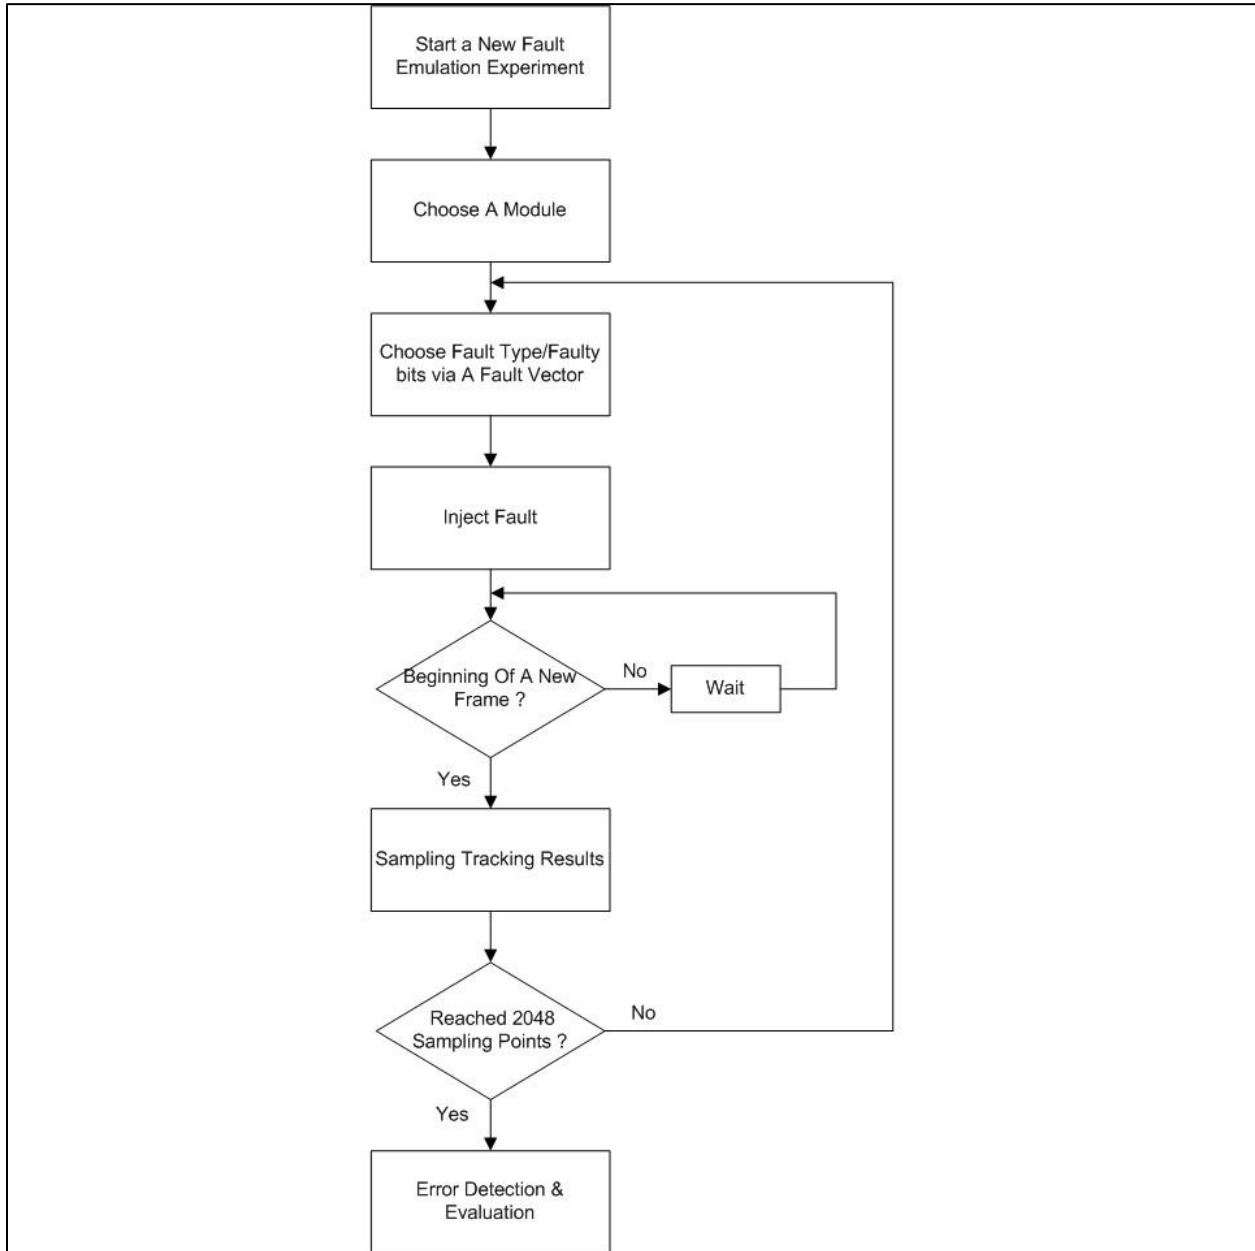 Start a New Fault
Emulation Experiment
Choose A Module
Choose Fault Type/Faulty
bits via A Fault Vector
Inject Fault
Beginning Of A New
Frame ?
No
Wait
Yes
Sampling Tracking Results
Reached 2048
Sampling Points ?
No
Yes
Error Detection &
Evaluation